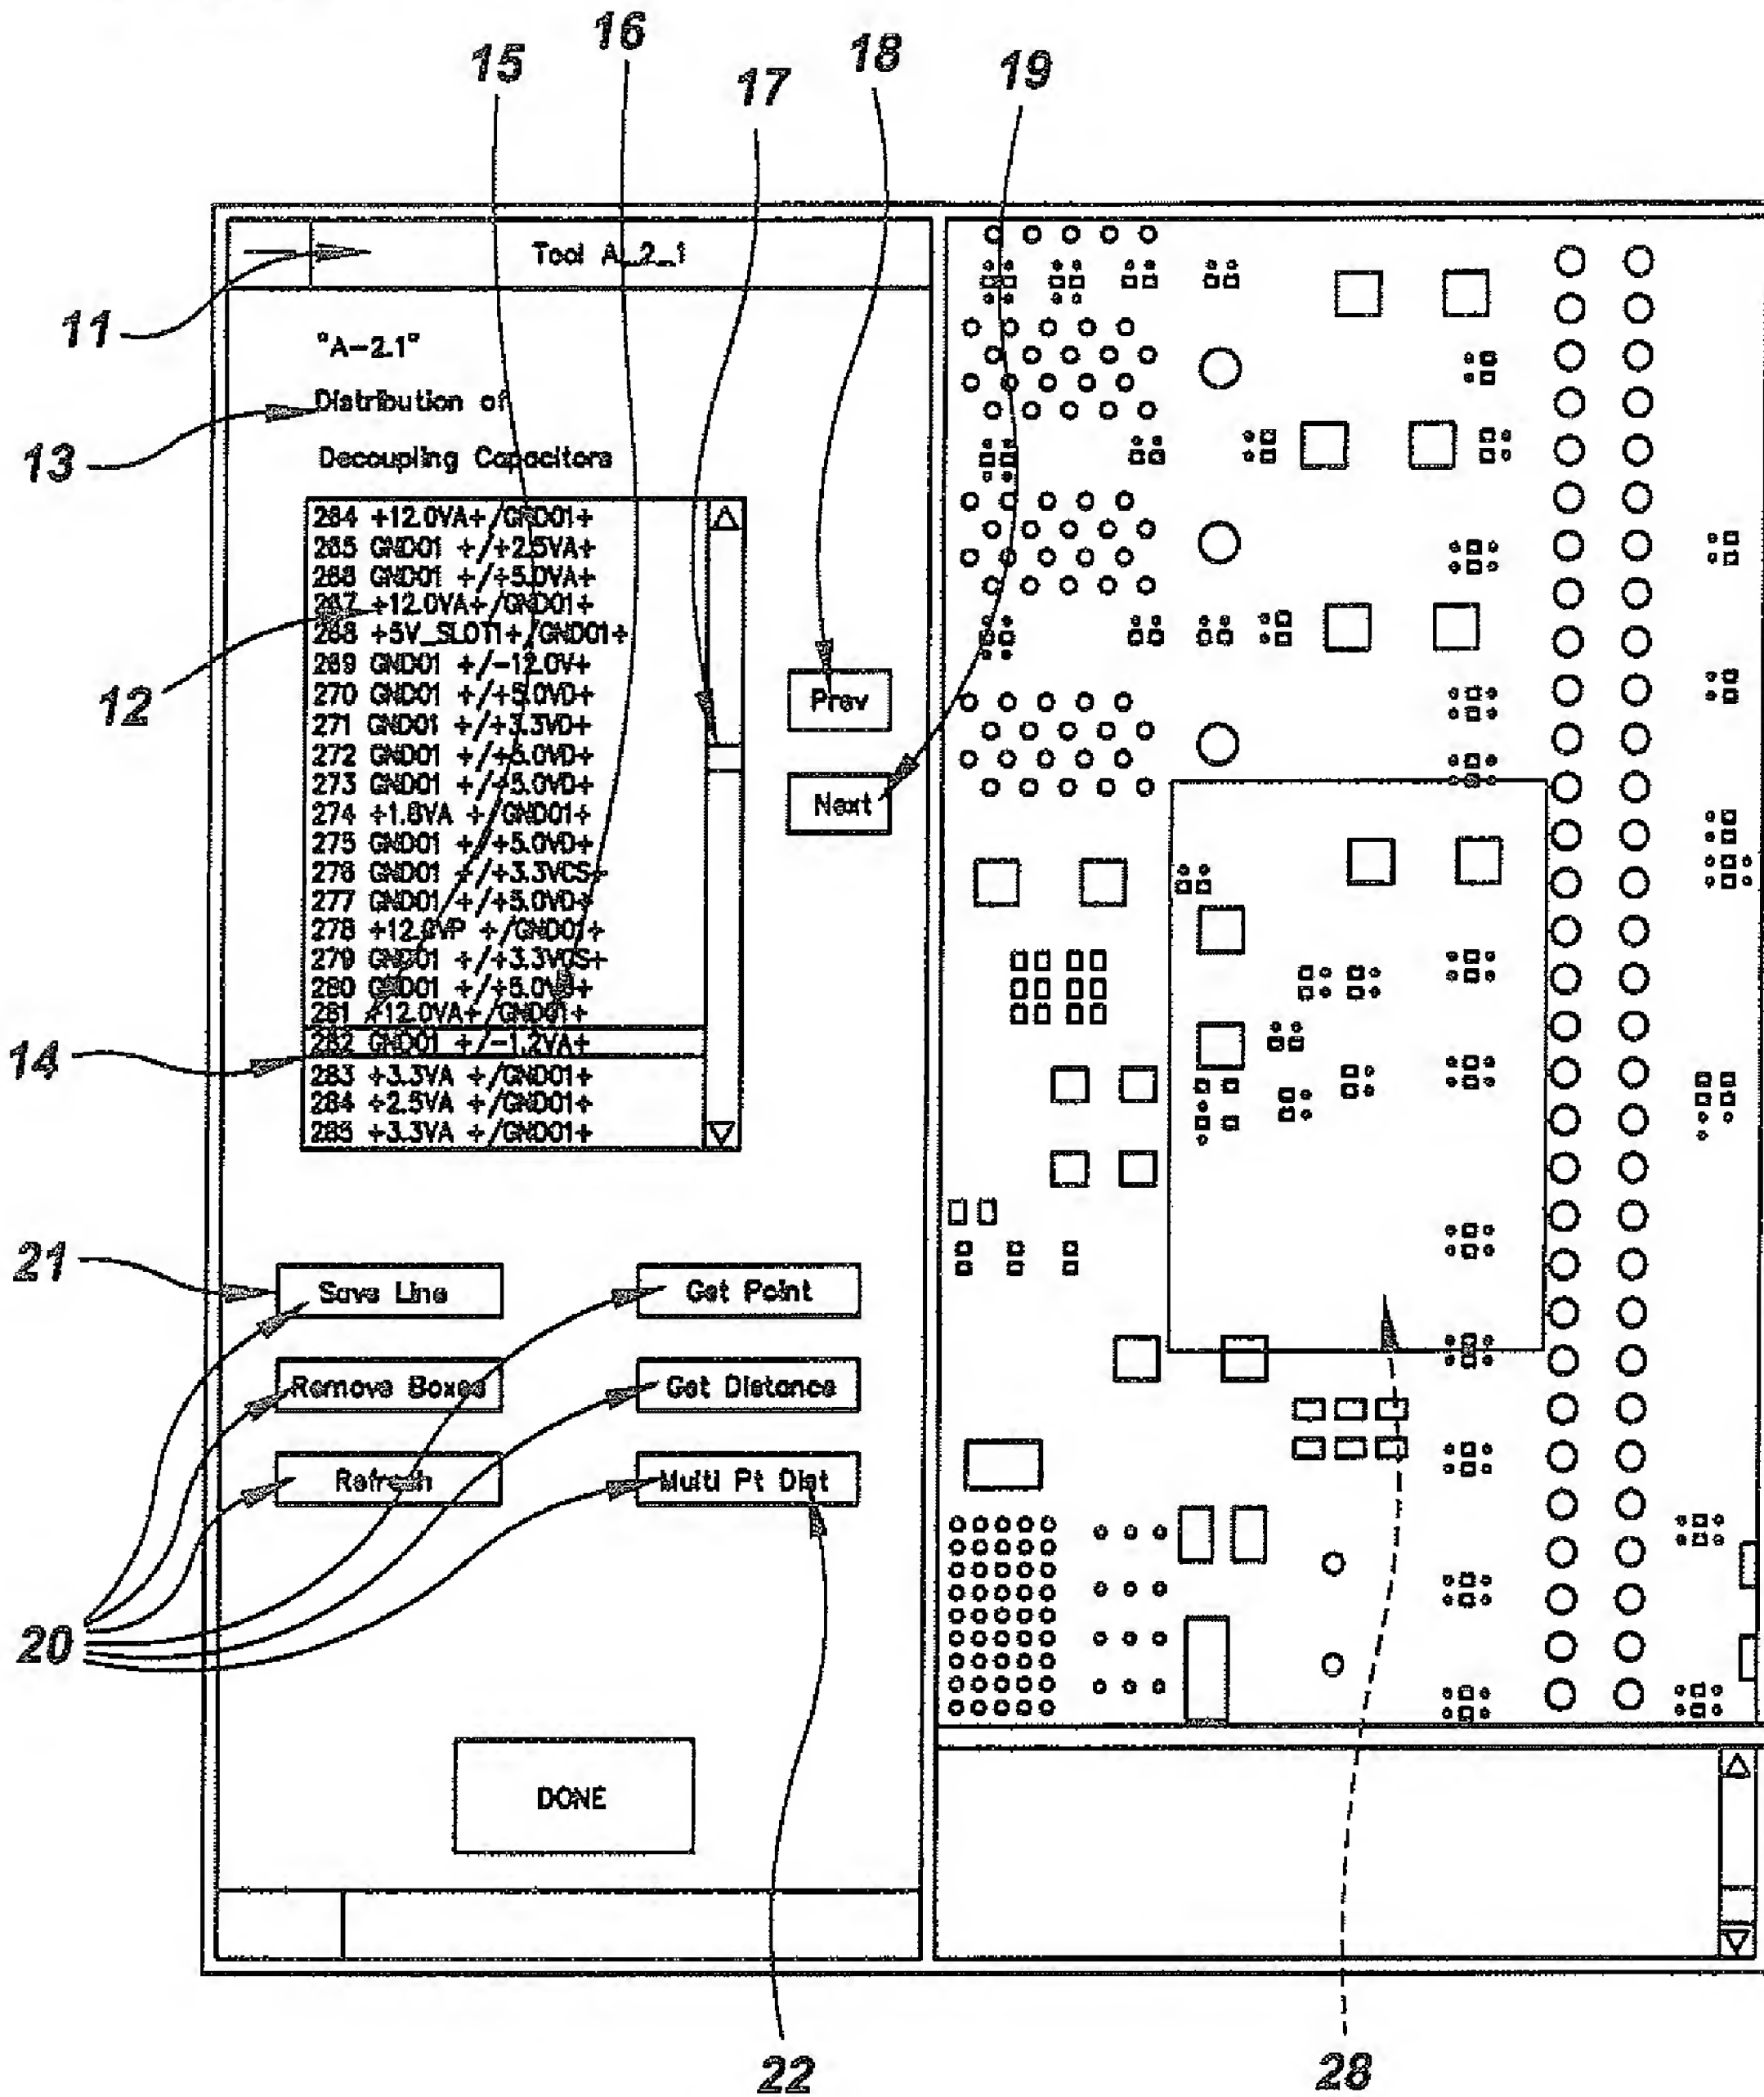 15
16
17
18
19
Tool A_2_1
11
"A-2.1"
Distribution of
13
Decoupling Capacitors
264 +12.0VA+/GND01+
265 GND01 +/+2.5VA+
266 GND01 +/+5.0VA+
267 +12.0VA+/GND01+
268 +5V_SLOT1+/GND01+
269 GND01 +/-12.0V+
270 GND01 +/+5.0VD+
271 GND01 +/+3.3VD+
272 GND01 +/+5.0VD+
273 GND01 +/+5.0VD+
274 +1.8VA +/GND01+
275 GND01 +/+5.0VD+
276 GND01 +/+3.3VCS+
277 GND01 +/+5.0VD+
278 +12.0VP +/GND01+
279 GND01 +/+3.3VCS+
280 GND01 +/+5.0VD+
281 +12.0VA+/GND01+
282 GND01 +/-1.2VA+
283 +3.3VA +/GND01+
284 +2.5VA +/GND01+
285 +3.3VA +/GND01+
12
14
Prev
Next
21
Save Line
Get Point
Remove Boxes
Get Distance
Refresh
Multi Pt Dist
20
DONE
22
28